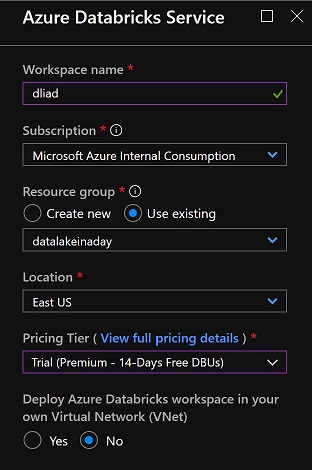 Azure Databricks Service
Workspace name *
dliad
Subscription *
Microsoft Azure Internal Consumption
Resource group *
Create new Use existing
datalakeinaday
Location *
East US
Pricing Tier ( View full pricing details ) *
Trial (Premium - 14-Days Free DBUs)
Deploy Azure Databricks workspace in your
own Virtual Network (VNet)
Yes No